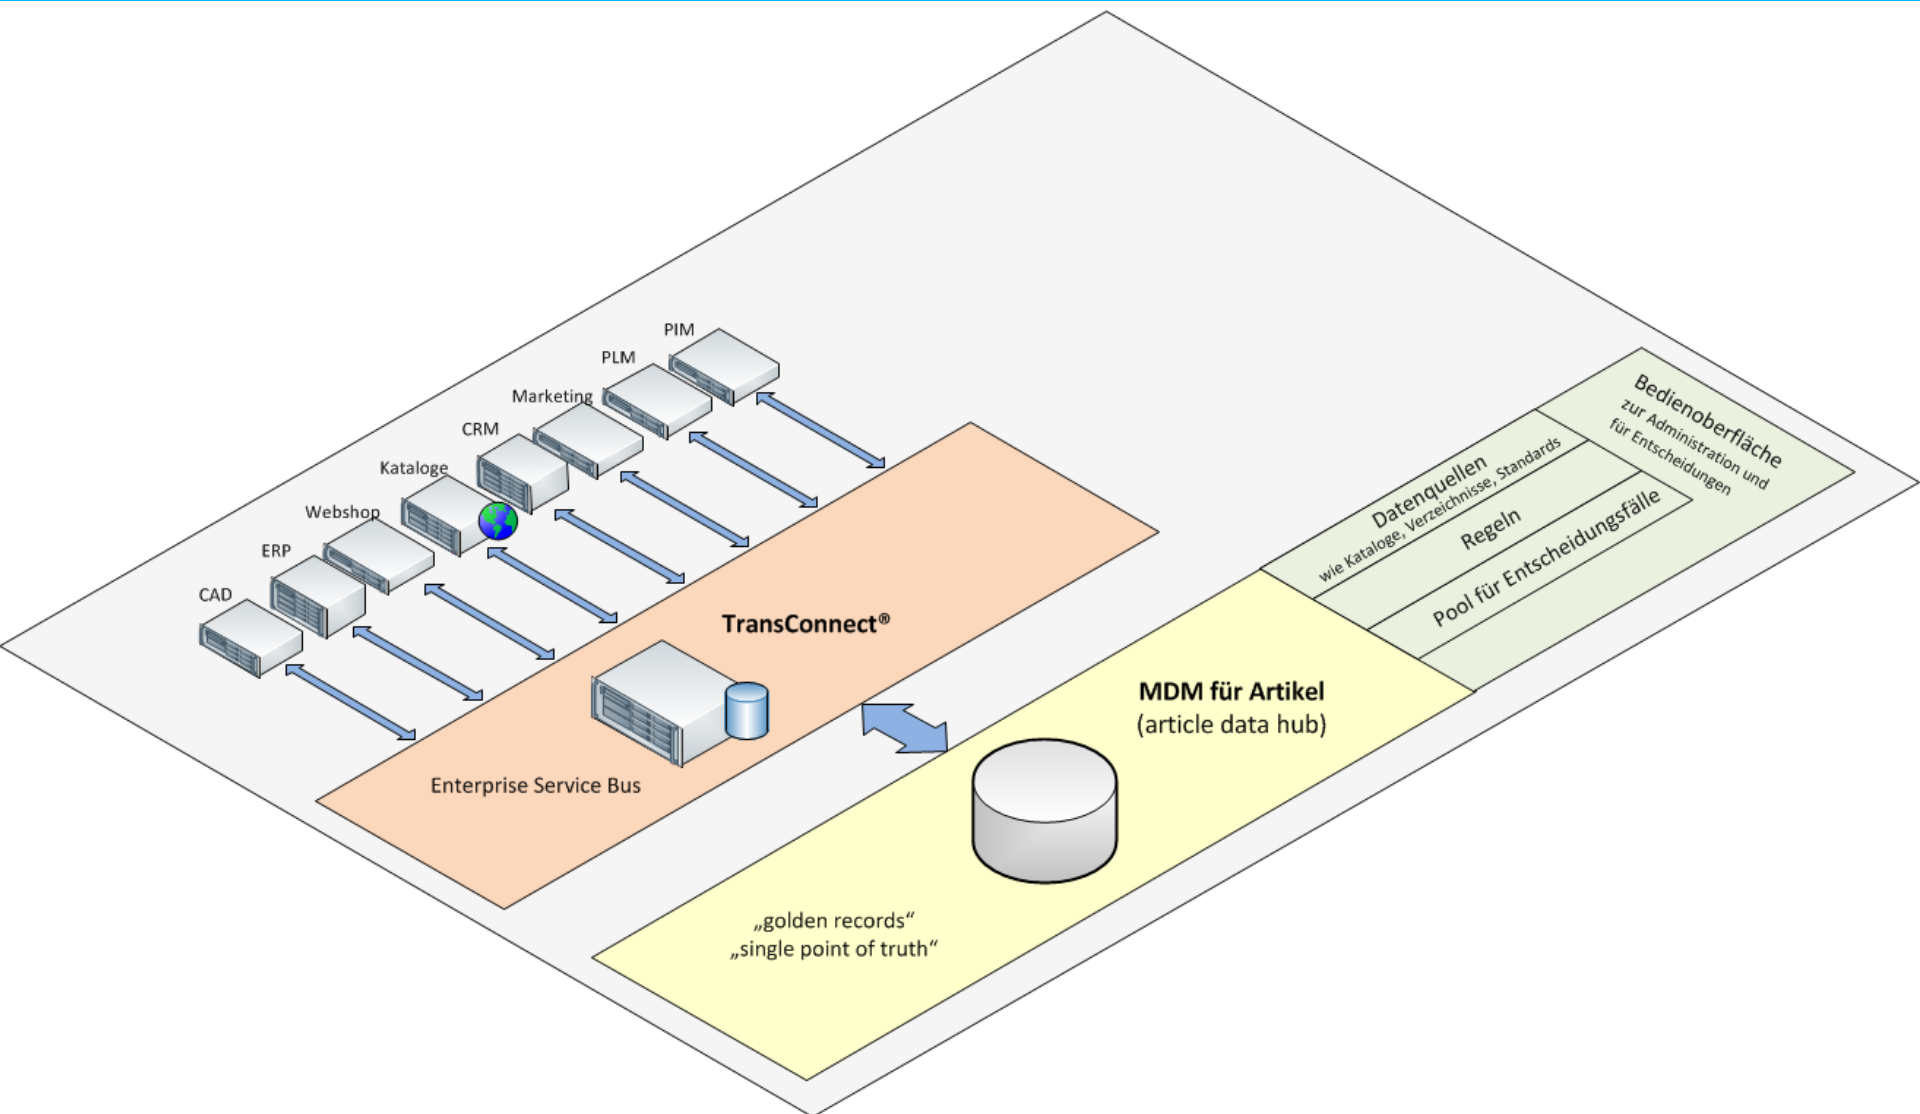 PIM
PLM
Marketing
CRM
Kataloge
Webshop
ERP
CAD
TransConnect®
Enterprise Service Bus
Bedienoberfläche
zur Administration und
für Entscheidungen
Datenquellen
wie Kataloge, Verzeichnisse, Standards
Regeln
Pool für Entscheidungsfälle
MDM für Artikel
(article data hub)
„golden records“
„single point of truth“